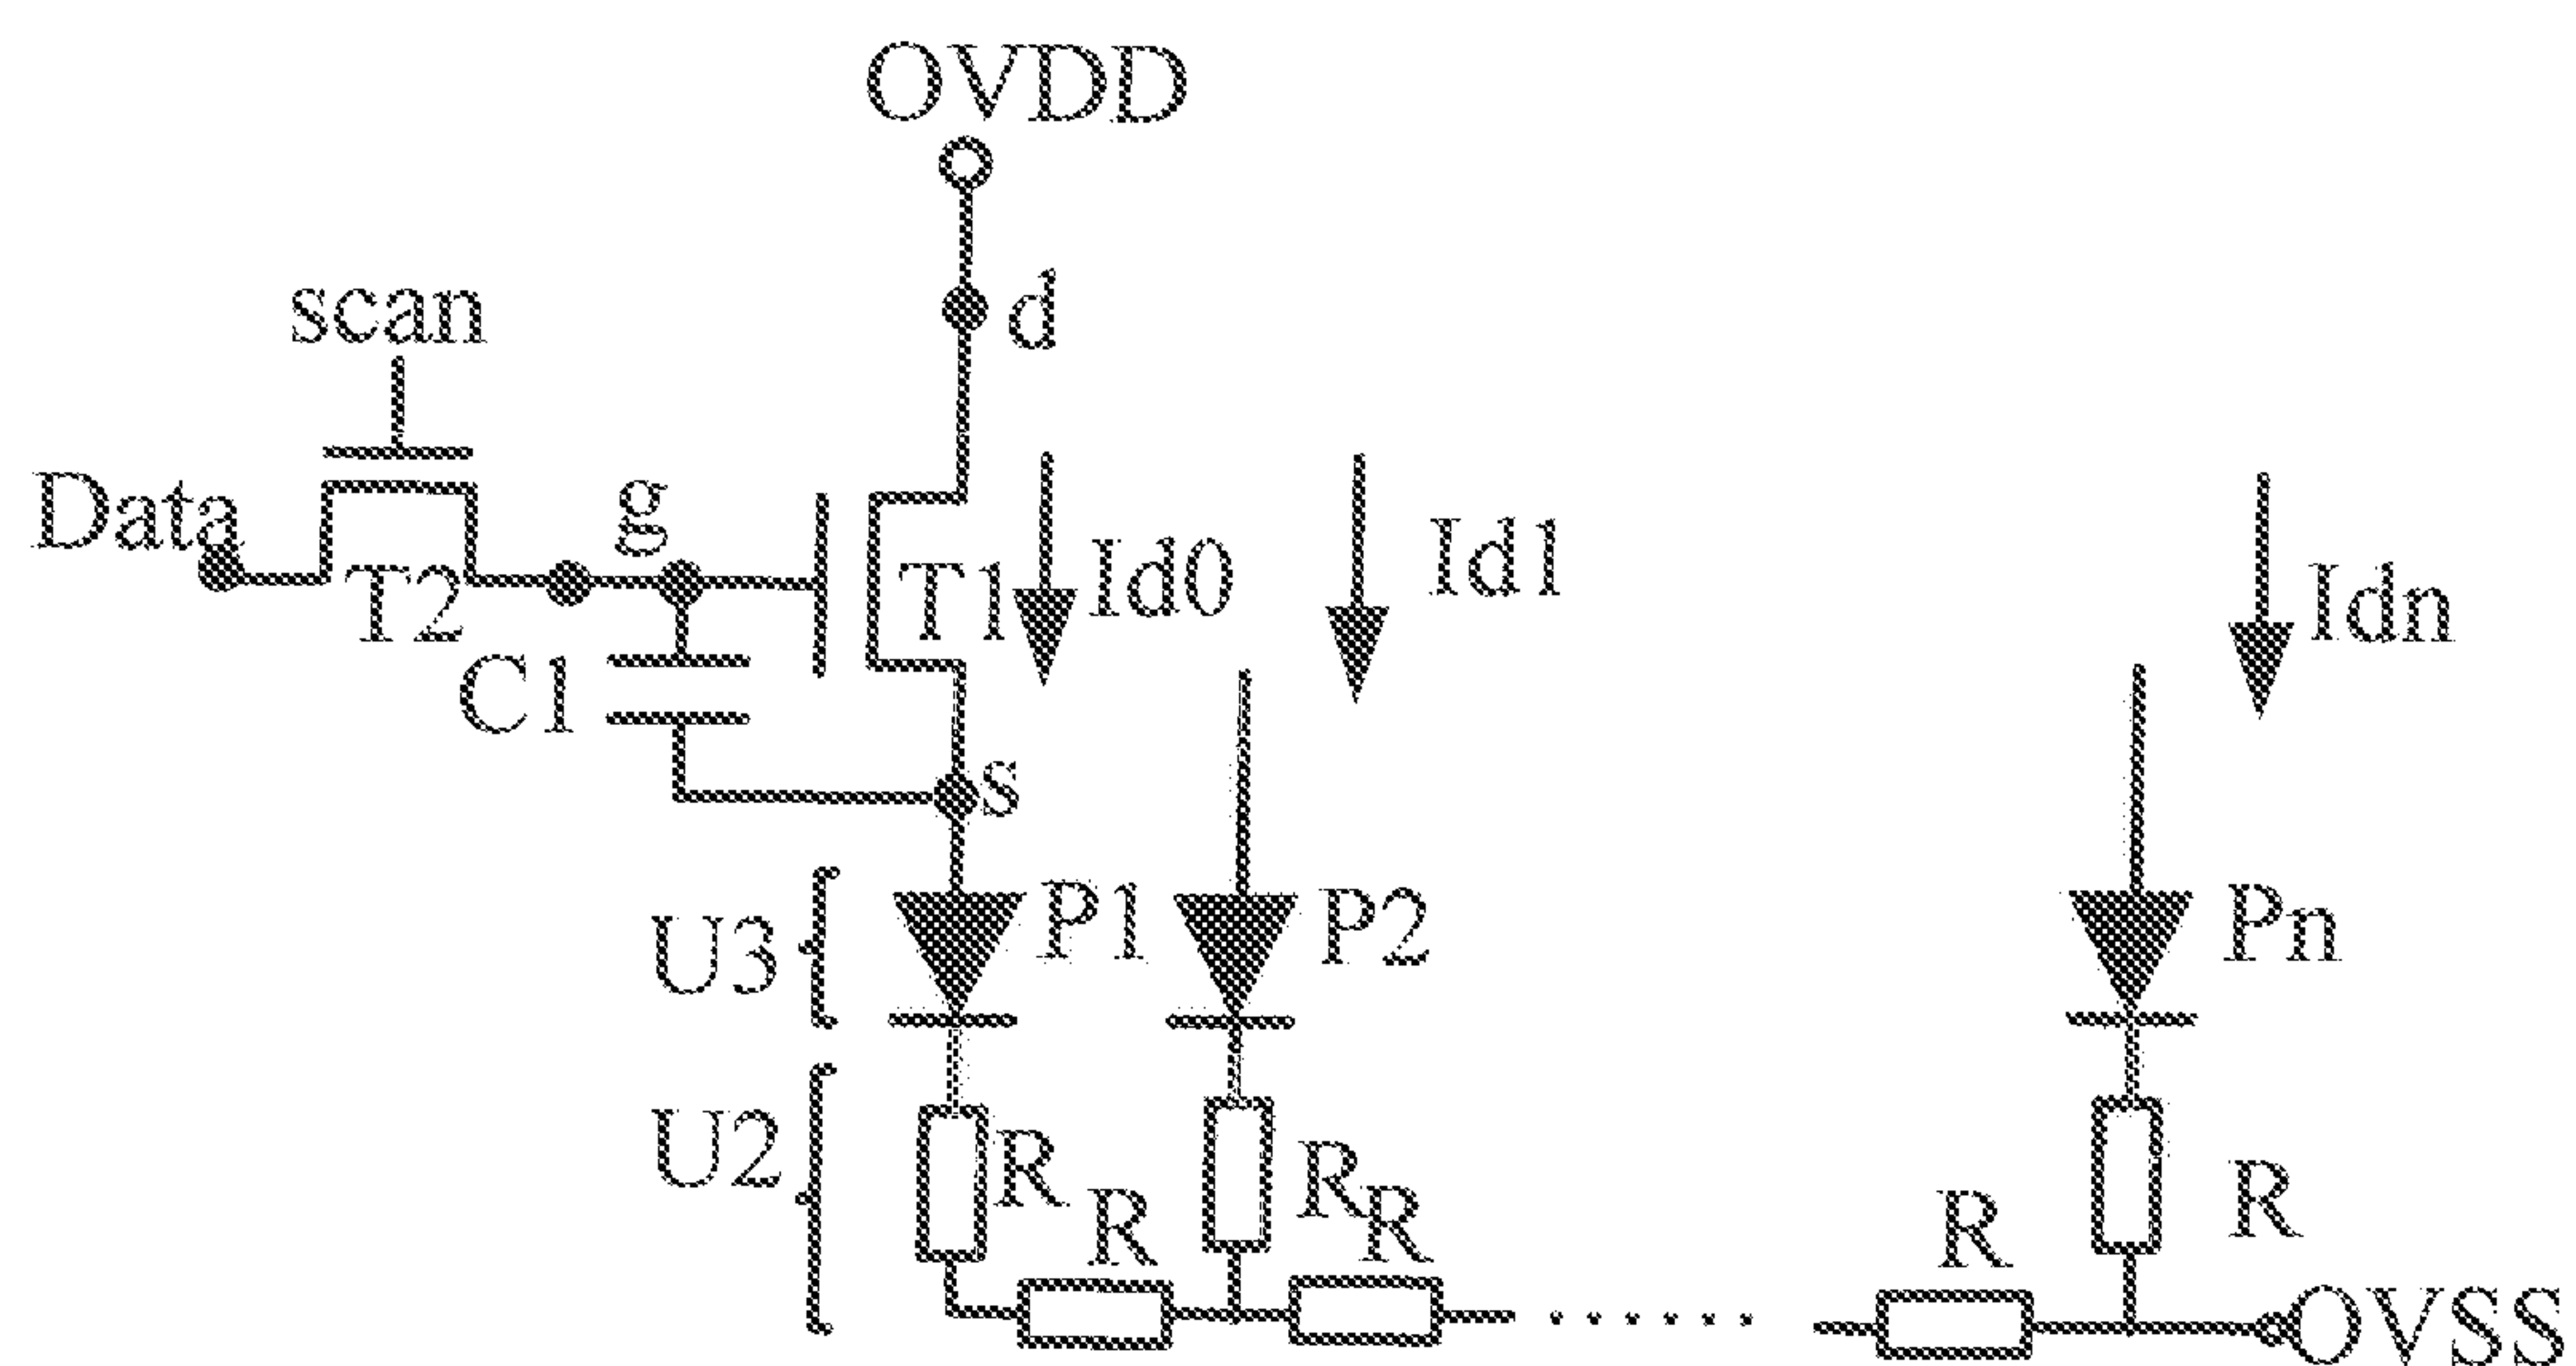 OVDD
d
scan
Data
g
T2
T1
Id0
Id1
Idn
C1
s
U3
P1
P2
Pn
U2
R
R
R
R
R
R
OVSS